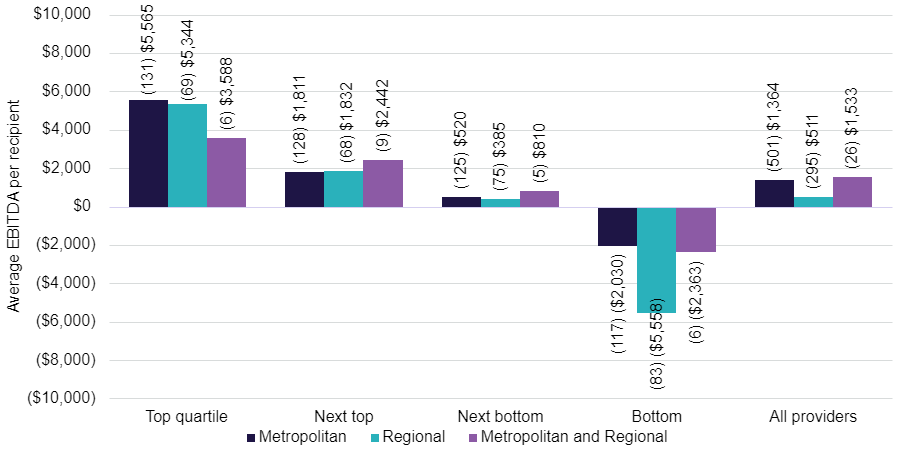 Average EBITDA per recipient
$10,000
$8,000
$6,000
$4,000
$2,000
$0
($2,000)
($4,000)
($6,000)
($8,000)
($10,000)
(131) $5,565
(69) $5,344
(6) $3,588
(128) $1,811
(68) $1,832
(9) $2,442
(125) $520
(75) $385
(5) $810
(117) ($2,030)
(83) ($5,558)
(6) ($2,363)
(501) $1,364
(295) $511
(26) $1,533
Top quartile
Next top
Next bottom
Bottom
All providers
Metropolitan
Regional
Metropolitan and Regional